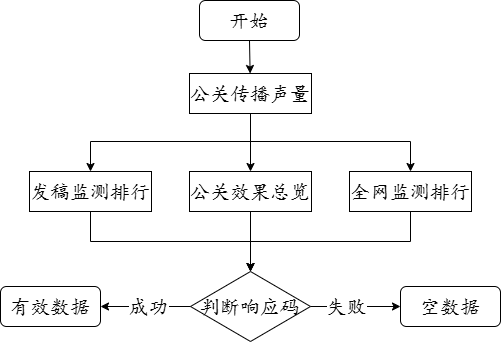 开始
公关传播声量
发稿监测排行
公关效果总览
全网监测排行
有效数据
成功
判断响应码
失败
空数据